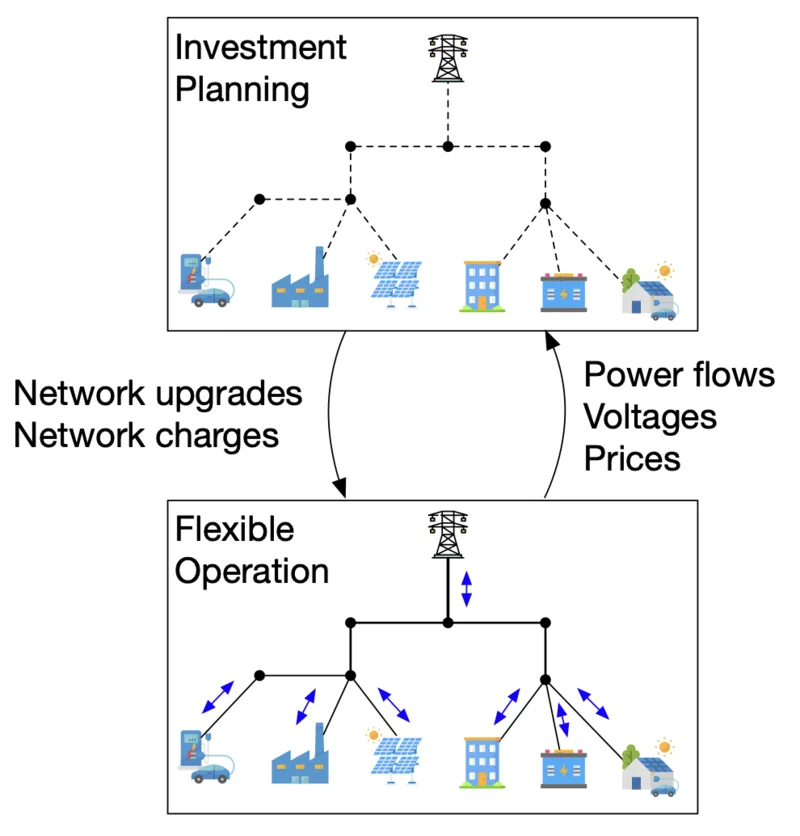 Investment
Planning
Network upgrades
Network charges
Power flows
Voltages
Prices
Flexible
Operation